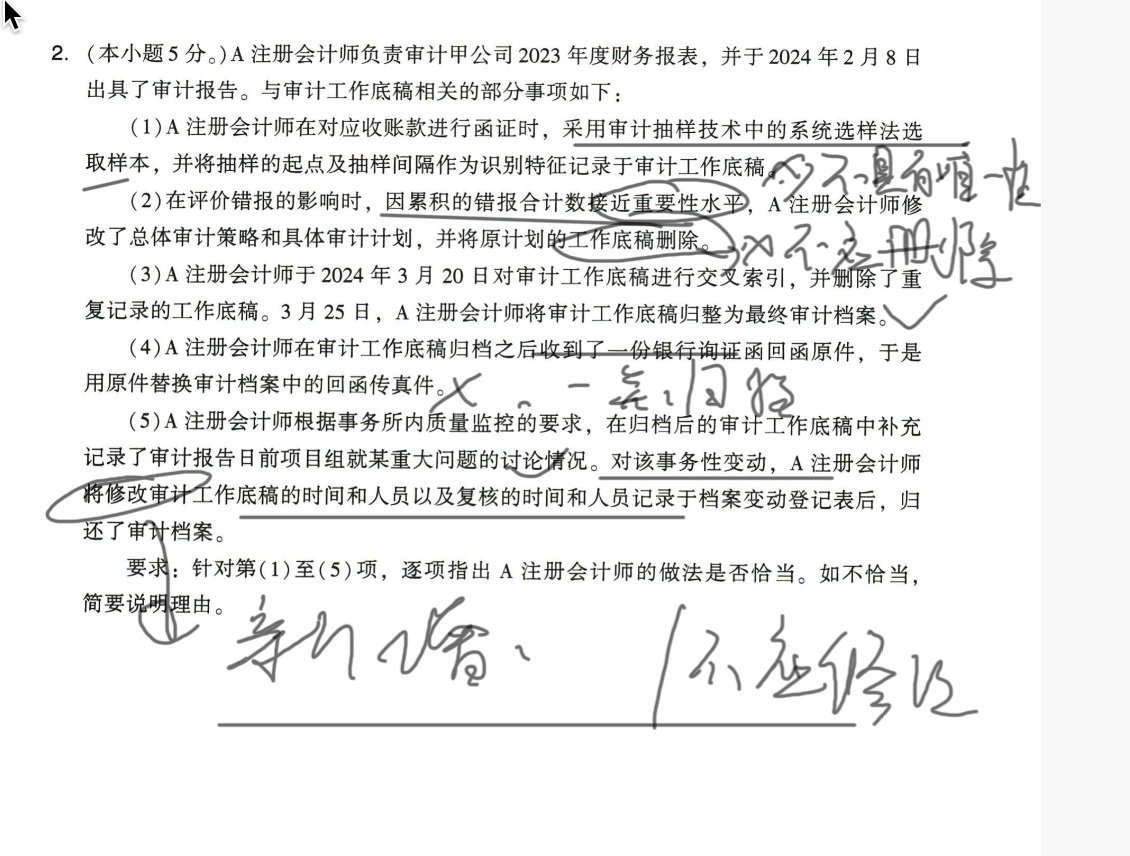 2. (本小题5分。)A 注册会计师负责审计甲公司2023 年度财务报表，并于2024 年2 月8 日
出具了审计报告。与审计工作底稿相关的部分事项如下：
(1)A 注册会计师在对应收账款进行函证时，采用审计抽样技术中的系统选样法选
取样本，并将抽样的起点及抽样间隔作为识别特征记录于审计工作底稿。
不具有唯一性
(2)在评价错报的影响时，因累积的错报合计数接近重要性水平，A 注册会计师修
改了总体审计策略和具体审计计划，并将原计划的工作底稿删除。
不应删除
(3)A 注册会计师于2024 年3 月20 日对审计工作底稿进行交叉索引，并删除了重
复记录的工作底稿。3 月25 日，A 注册会计师将审计工作底稿归整为最终审计档案。
(4)A 注册会计师在审计工作底稿归档之后收到了一份银行询证函回函原件，于是
用原件替换审计档案中的回函传真件。
(5)A 注册会计师根据事务所内质量监控的要求，在归档后的审计工作底稿中补充
记录了审计报告日前项目组就某重大问题的讨论情况。对该事务性变动，A 注册会计师
将修改审计工作底稿的时间和人员以及复核的时间和人员记录于档案变动登记表后，归
还了审计档案。
要求：针对第(1)至(5)项，逐项指出A 注册会计师的做法是否恰当。如不恰当，
简要说明理由。
不应修改